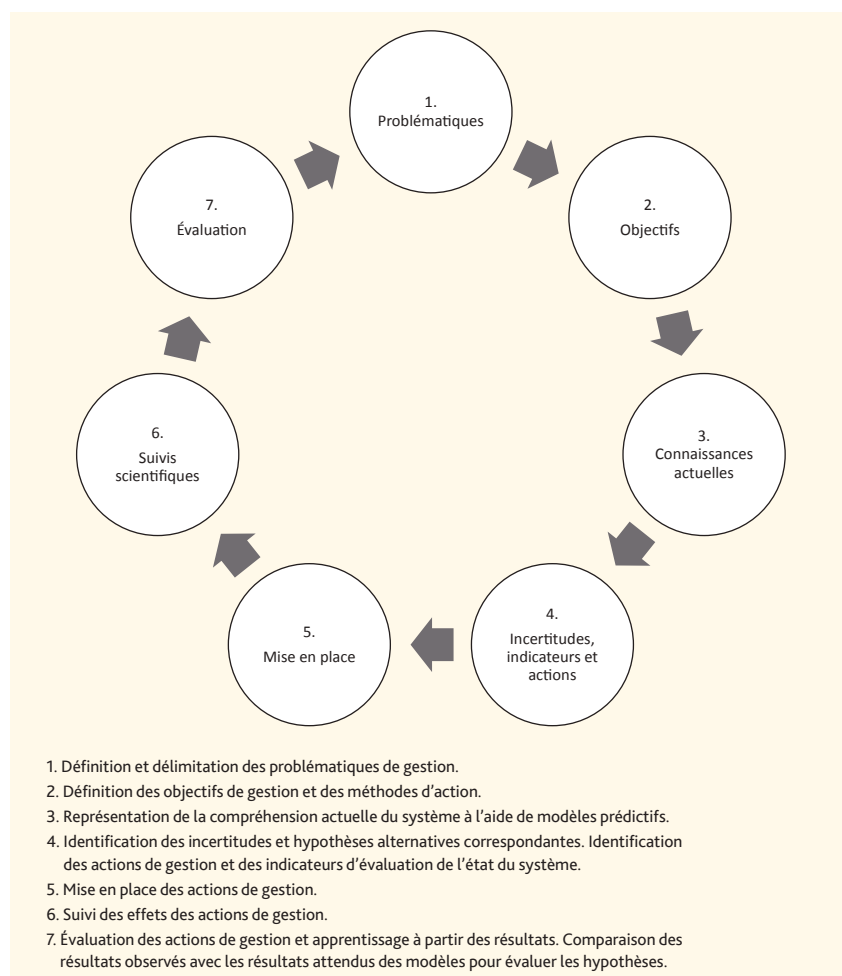 1.
Problématiques
2.
Objectifs
3.
Connaissances
actuelles
4.
Incertitudes,
indicateurs et
actions
5.
Mise en place
6.
Suivis
scientifiques
7.
Évaluation
1. Définition et délimitation des problématiques de gestion.
2. Définition des objectifs de gestion et des méthodes d'action.
3. Représentation de la compréhension actuelle du système à l'aide de modèles prédictifs.
4. Identification des incertitudes et hypothèses alternatives correspondantes. Identification
des actions de gestion et des indicateurs d'évaluation de l'état du système.
5. Mise en place des actions de gestion.
6. Suivi des effets des actions de gestion.
7. Évaluation des actions de gestion et apprentissage à partir des résultats. Comparaison des
résultats observés avec les résultats attendus des modèles pour évaluer les hypothèses.